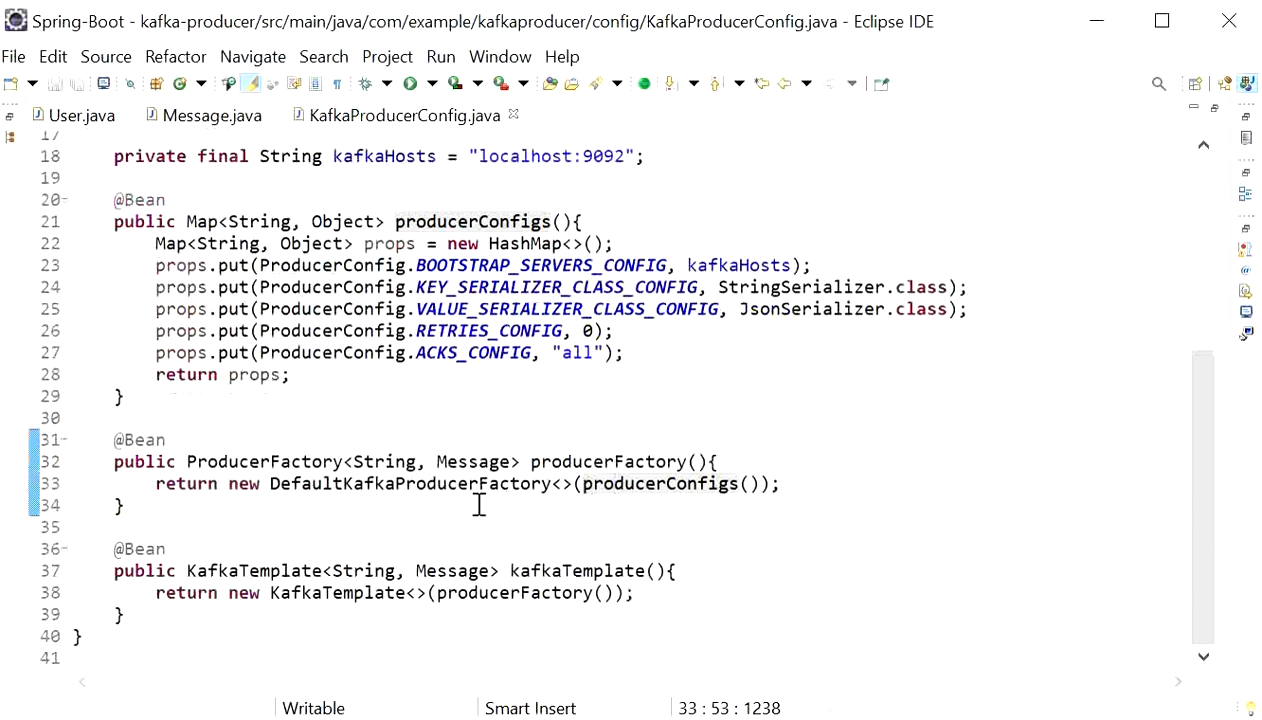 Spring-Boot - kafka-producer/src/main/java/com/example/kafkaproducer/config/KafkaProducerConfig.java - Eclipse IDE
File Edit Source Refactor Navigate Search Project Run Window Help
User.java Message.java KafkaProducerConfig.java
17
18 private final String kafkaHosts = "localhost:9092";
19
20 @Bean
21 public Map<String, Object> producerConfigs(){
22 Map<String, Object> props = new HashMap<>();
23 props.put(ProducerConfig.BOOTSTRAP_SERVERS_CONFIG, kafkaHosts);
24 props.put(ProducerConfig.KEY_SERIALIZER_CLASS_CONFIG, StringSerializer.class);
25 props.put(ProducerConfig.VALUE_SERIALIZER_CLASS_CONFIG, JsonSerializer.class);
26 props.put(ProducerConfig.RETRIES_CONFIG, 0);
27 props.put(ProducerConfig.ACKS_CONFIG, "all");
28 return props;
29 }
30
31 @Bean
32 public ProducerFactory<String, Message> producerFactory(){
33 return new DefaultKafkaProducerFactory<>(producerConfigs());
34 }
35
36 @Bean
37 public KafkaTemplate<String, Message> kafkaTemplate(){
38 return new KafkaTemplate<>(producerFactory());
39 }
40 }
41
Writable Smart Insert 33 : 53 : 1238